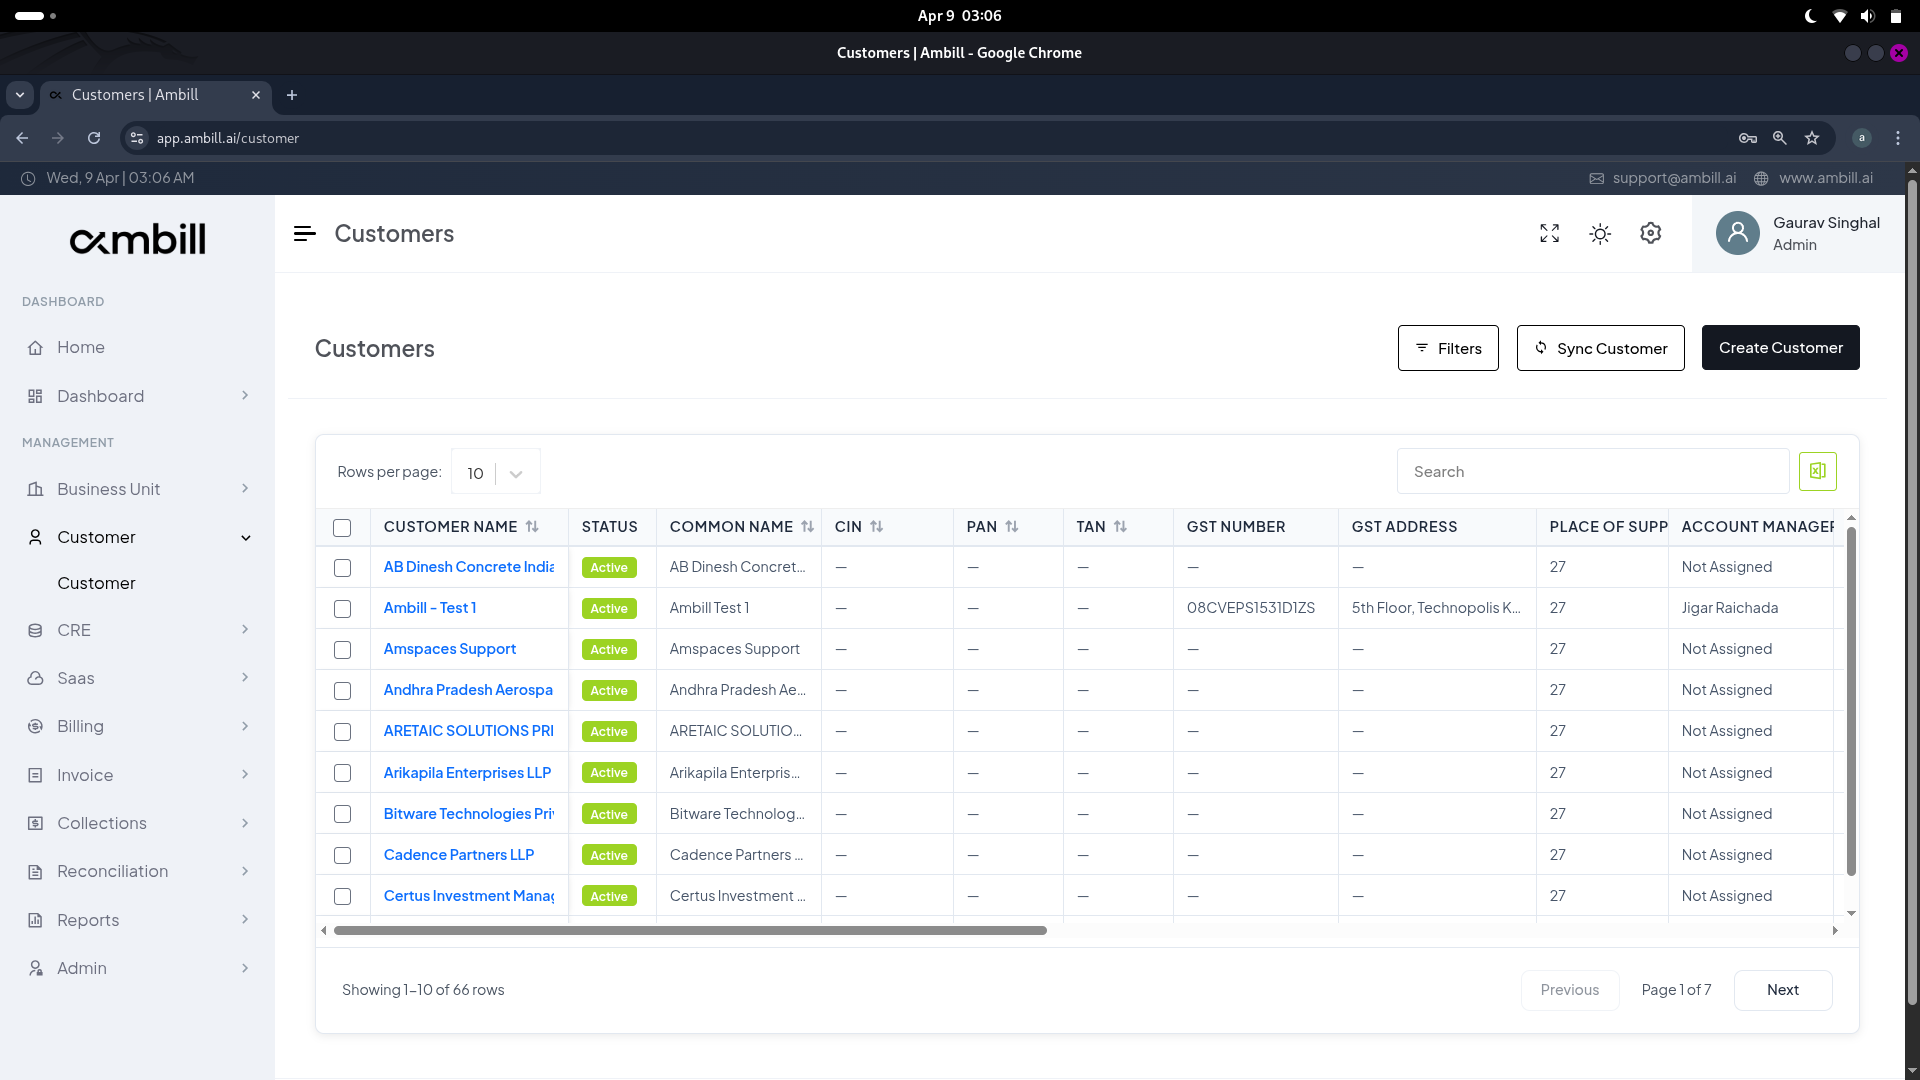 Apr 9 03:06
Customers | Ambill - Google Chrome
Customers | Ambill
app.ambill.ai/customer
a
Wed, 9 Apr | 03:06 AM
support@ambill.ai
www.ambill.ai
ambill
Customers
Gaurav Singhal
Admin
DASHBOARD
Home
Dashboard
MANAGEMENT
Business Unit
Customer
Customer
CRE
Saas
Billing
Invoice
Collections
Reconciliation
Reports
Admin
Customers
Filters
Sync Customer
Create Customer
Rows per page: 10
Search
CUSTOMER NAME STATUS COMMON NAME CIN PAN TAN GST NUMBER GST ADDRESS PLACE OF SUPP ACCOUNT MANAGER
AB Dinesh Concrete India Active AB Dinesh Concret... — — — — — 27 Not Assigned
Ambill - Test 1 Active Ambill Test 1 — — — 08CVEPS1531D1ZS 5th Floor, Technopolis K... 27 Jigar Raichada
Amspaces Support Active Amspaces Support — — — — — 27 Not Assigned
Andhra Pradesh Aerospa Active Andhra Pradesh Ae... — — — — — 27 Not Assigned
ARETAIC SOLUTIONS PRI Active ARETAIC SOLUTIO... — — — — — 27 Not Assigned
Arikapila Enterprises LLP Active Arikapila Enterpris... — — — — — 27 Not Assigned
Bitware Technologies Priv Active Bitware Technolog... — — — — — 27 Not Assigned
Cadence Partners LLP Active Cadence Partners ... — — — — — 27 Not Assigned
Certus Investment Manag Active Certus Investment ... — — — — — 27 Not Assigned
Showing 1–10 of 66 rows
Previous
Page 1 of 7
Next